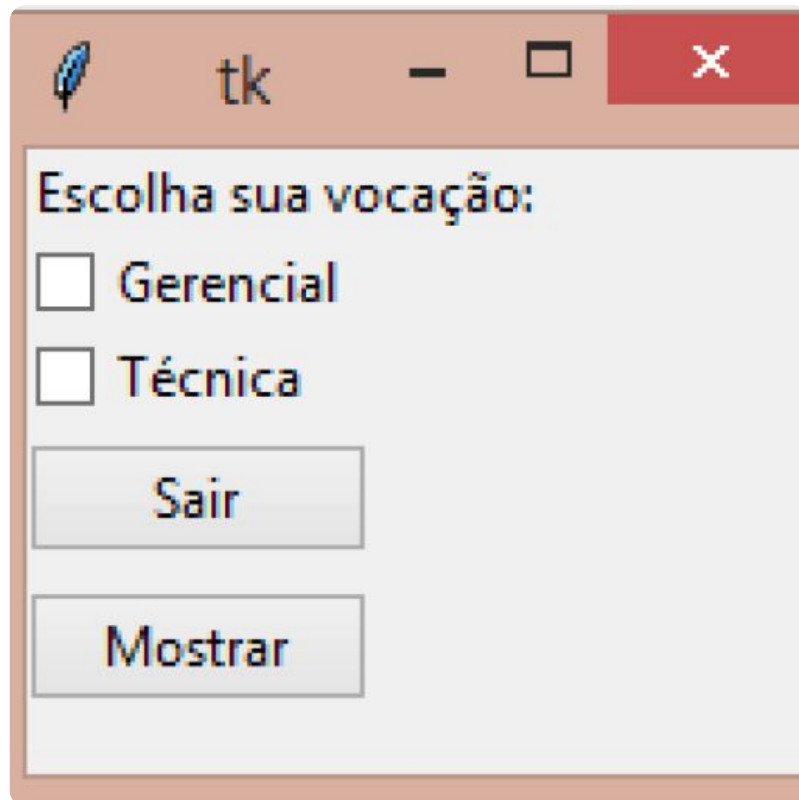 tk
Escolha sua vocação:
Gerencial
Técnica
Sair
Mostrar